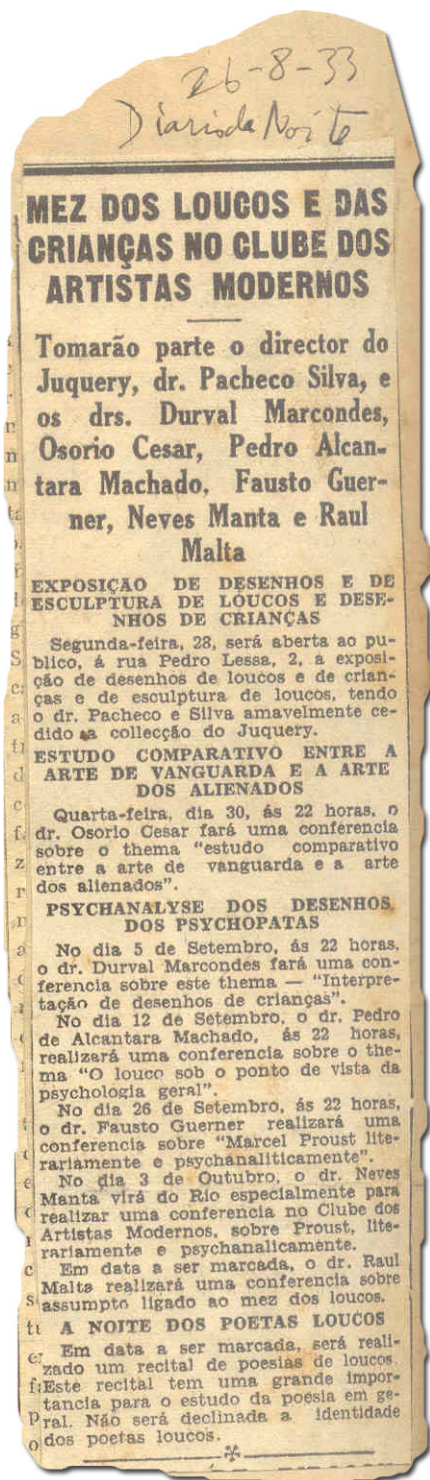 26-8-33
Diario da Noite
MEZ DOS LOUCOS E DAS
CRIANÇAS NO CLUBE DOS
ARTISTAS MODERNOS
Tomarão parte o director do
Juquery, dr. Pacheco Silva, e
os drs. Durval Marcondes,
Osorio Cesar, Pedro Alcan-
tara Machado, Fausto Guer-
ner, Neves Manta e Raul
Malta
EXPOSIÇAO DE DESENHOS E DE
ESCULPTURA DE LOUCOS E DESE-
NHOS DE CRIANÇAS
Segunda-feira, 28, será aberta ao pu-
blico, á rua Pedro Lessa, 2, a exposi-
ção de desenhos de loucos e de crian-
ças e de esculptura de loucos, tendo
o dr. Pacheco e Silva amavelmente ce-
dido a collecção do Juquery.
ESTUDO COMPARATIVO ENTRE A
ARTE DE VANGUARDA E A ARTE
DOS ALIENADOS
Quarta-feira, dia 30, ás 22 horas, o
dr. Osorio Cesar fará uma conferencia
sobre o thema "estudo comparativo
entre a arte de vanguarda e a arte
dos alienados".
PSYCHANALYSE DOS DESENHOS
DOS PSYCHOPATAS
No dia 5 de Setembro, ás 22 horas,
o dr. Durval Marcondes fará uma con-
ferencia sobre este thema — "Interpre-
tação de desenhos de crianças".
No dia 12 de Setembro, o dr. Pedro
de Alcantara Machado, ás 22 horas,
realizará uma conferencia sobre o the-
ma "O louco sob o ponto de vista da
psychologia geral".
No dia 26 de Setembro, ás 22 horas,
o dr. Fausto Guerner realizará uma
conferencia sobre "Marcel Proust lite-
rariamente e psychanaliticamente".
No dia 3 de Outubro, o dr. Neves
Manta virá do Rio especialmente para
realizar uma conferencia no Clube dos
Artistas Modernos, sobre Proust, lite-
rariamente e psychanalicamente.
Em data a ser marcada, o dr. Raul
Malta realizará uma conferencia sobre
assumpto ligado ao mez dos loucos.
A NOITE DOS POETAS LOUCOS
Em data a ser marcada, será reali-
zado um recital de poesias de loucos.
Este recital tem uma grande impor-
tancia para o estudo da poesia em ge-
ral. Não será declinada a identidade
dos poetas loucos.